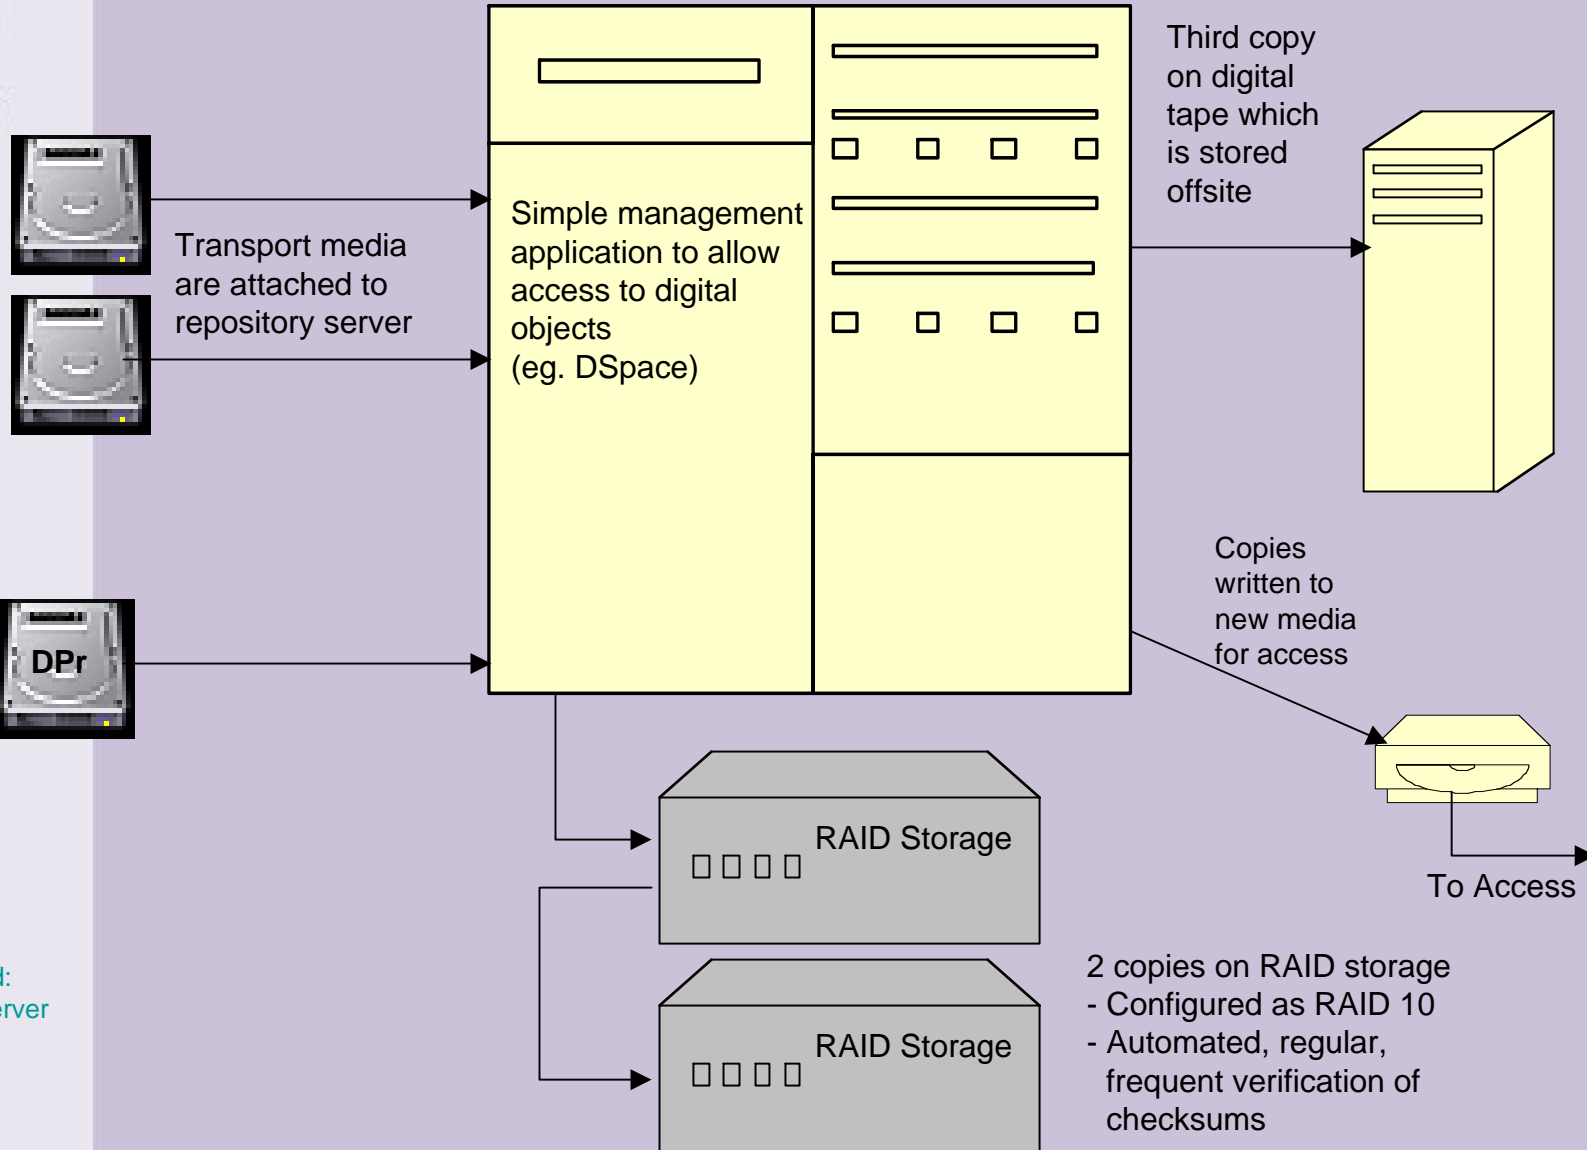 Third copy
on digital
tape which
is stored
offsite
Transport media
are attached to
repository server
Simple management
application to allow
access to digital
objects
(eg. DSpace)
Copies
written to
new media
for access
DPr
RAID Storage
To Access
RAID Storage
2 copies on RAID storage
- Configured as RAID 10
- Automated, regular,
frequent verification of
checksums